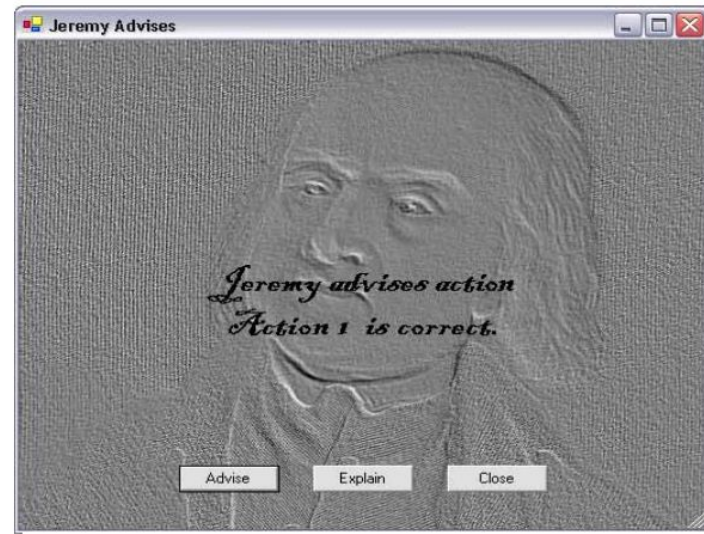 Jeremy Advises
Jeremy advises action
Action 1 is correct.
Advise Explain Close